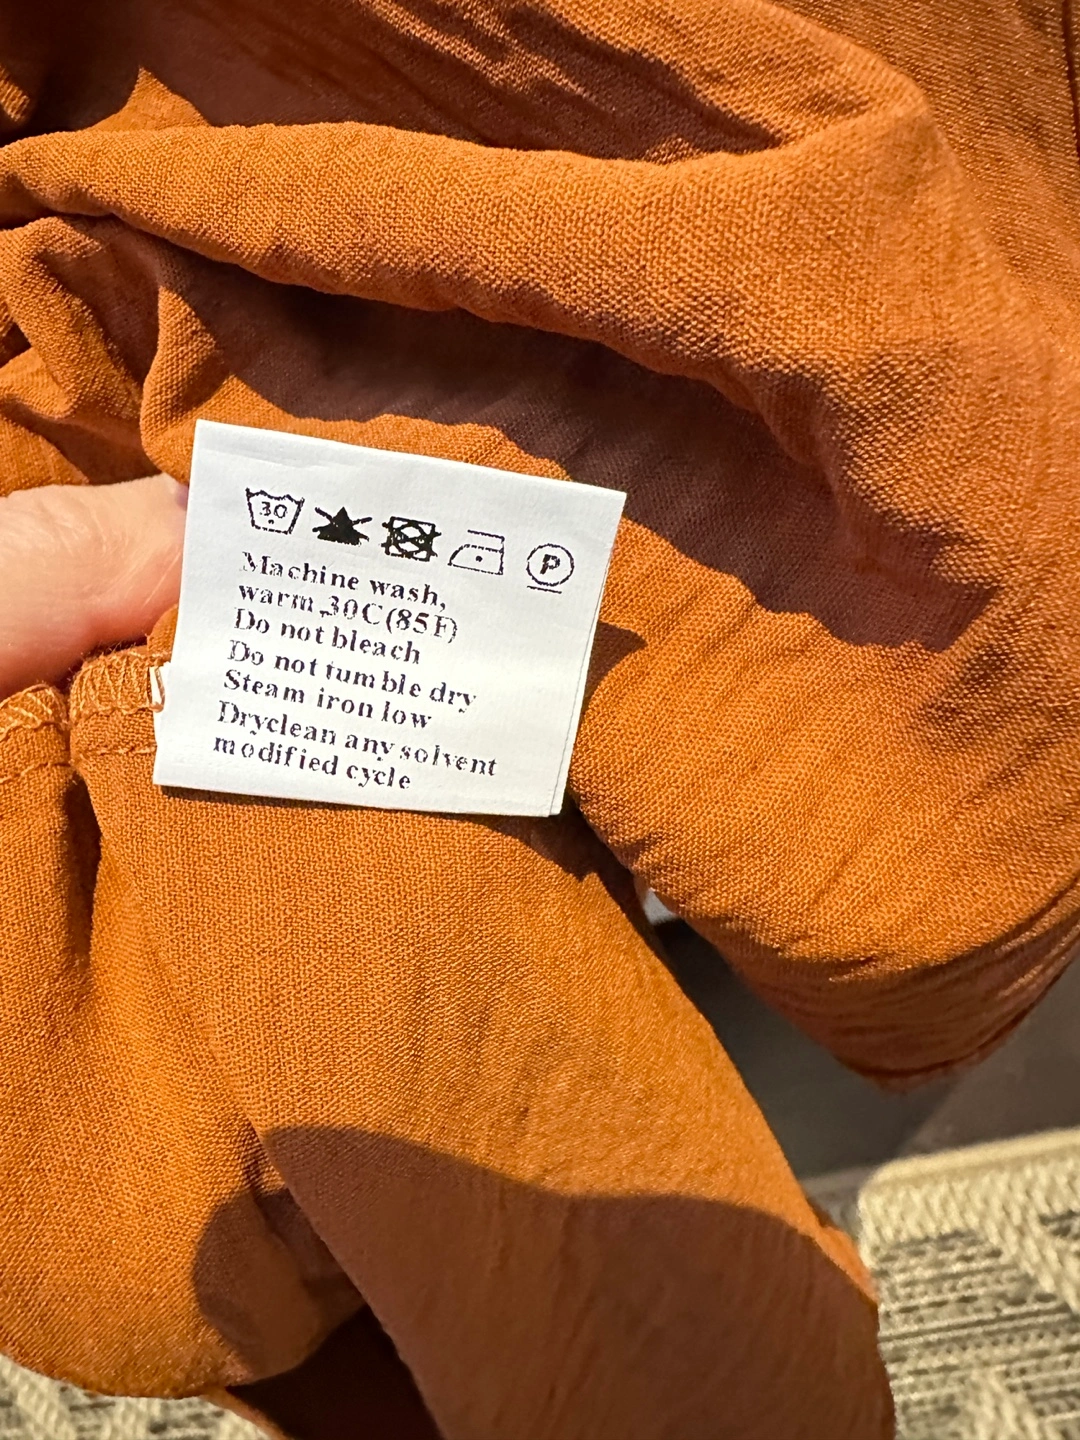 30 P
Machine wash,
warm,30C(85F)
Do not bleach
Do not tumble dry
Steam iron low
Dryclean any solvent
modified cycle